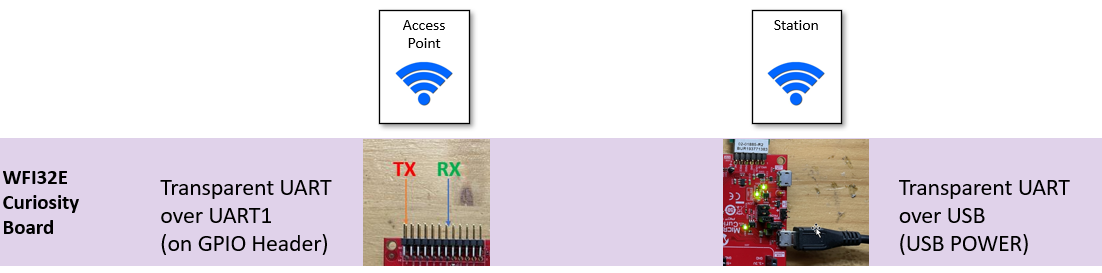 Access
Point
Station
WFI32E
Curiosity
Board
Transparent UART
over UART1
(on GPIO Header)
TX RX
Transparent UART
over USB
(USB POWER)